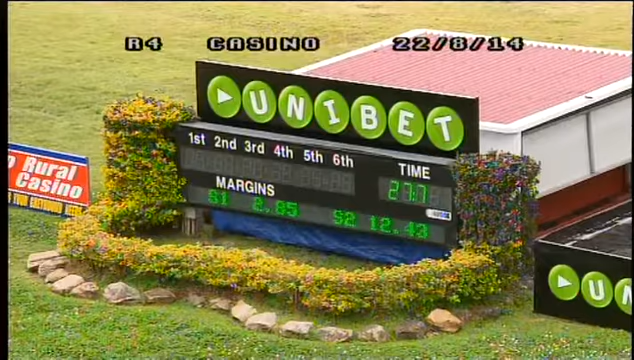 R4 CASINO 22/8/14
UNIBET
1st 2nd 3rd 4th 5th 6th TIME
27.7
MARGINS
S1 2.85 S2 12.43
Rural
Casino
UN